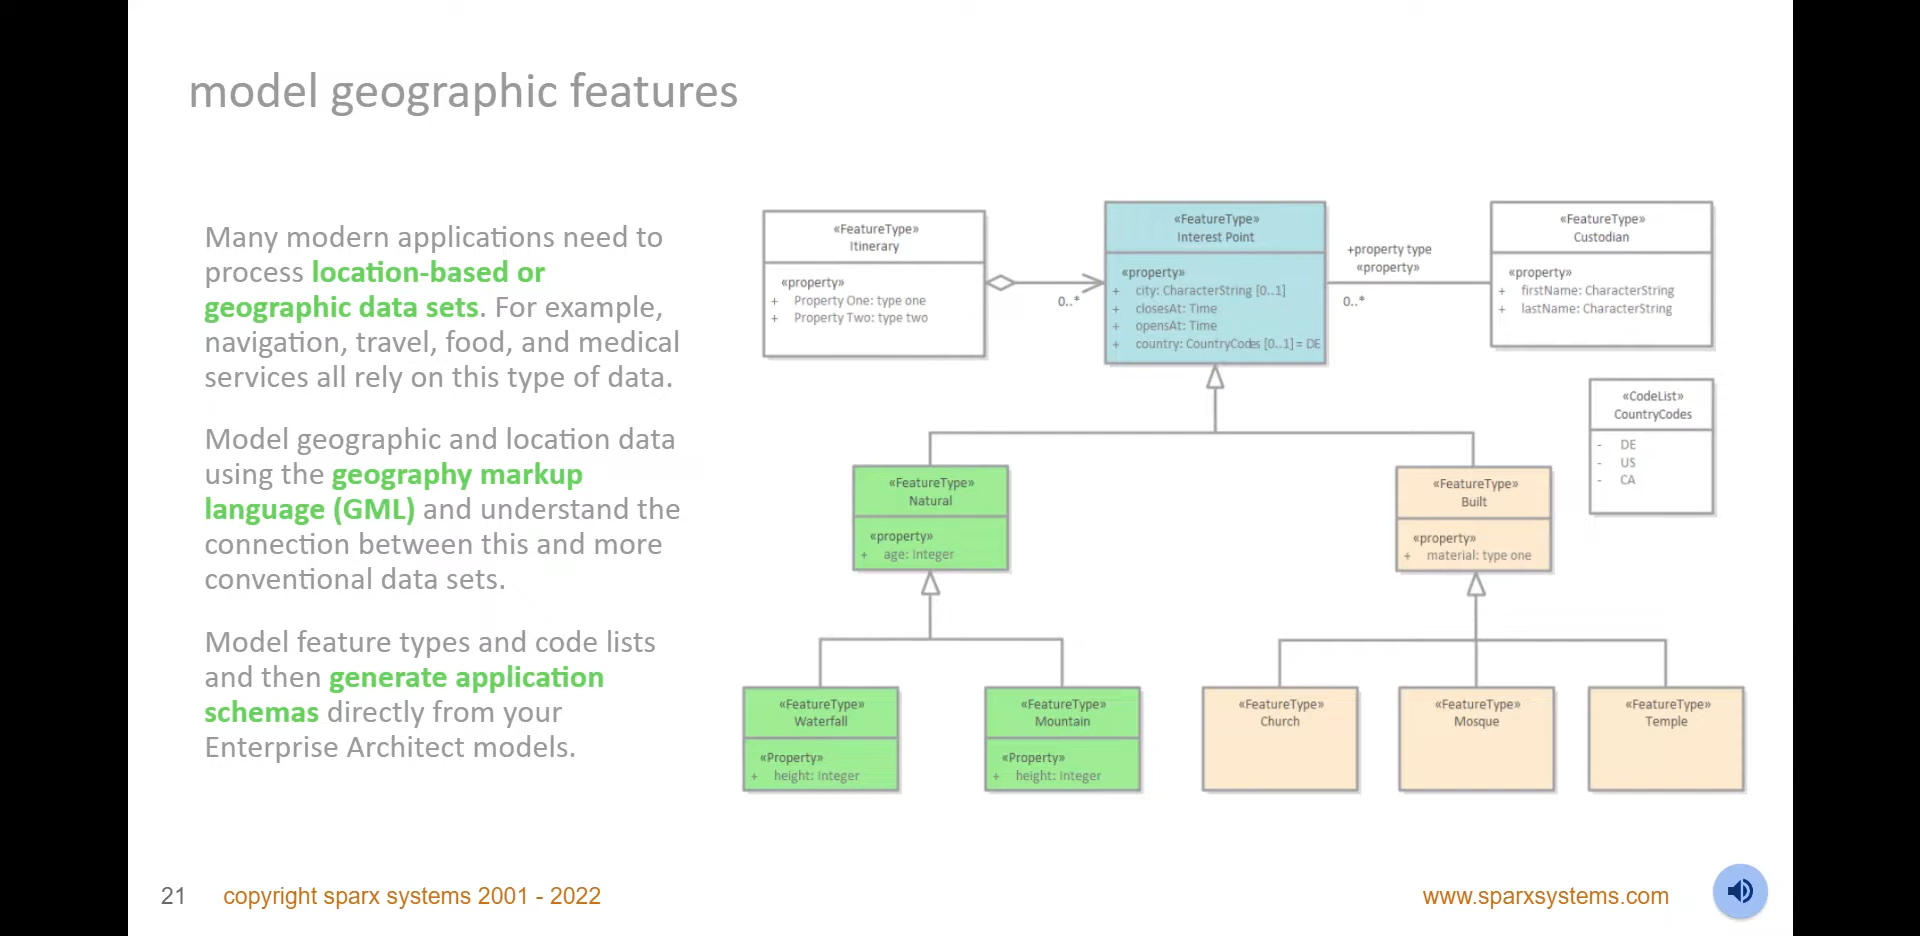 model geographic features
Many modern applications need to
process location-based or
geographic data sets. For example,
navigation, travel, food, and medical
services all rely on this type of data.
Model geographic and location data
using the geography markup
language (GML) and understand the
connection between this and more
conventional data sets.
Model feature types and code lists
and then generate application
schemas directly from your
Enterprise Architect models.
«FeatureType»
Itinerary
«property»
+ Property One: type one
+ Property Two: type two
0..*
«FeatureType»
Interest Point
«property»
+ city: CharacterString [0..1]
+ closesAt: Time
+ opensAt: Time
+ country: CountryCodes [0..1] = DE
+property type
«property»
0..*
«FeatureType»
Custodian
«property»
+ firstName: CharacterString
+ lastName: CharacterString
«CodeList»
CountryCodes
- DE
- US
- CA
«FeatureType»
Natural
«property»
+ age: Integer
«FeatureType»
Built
«property»
+ material: type one
«FeatureType»
Waterfall
«Property»
+ height: Integer
«FeatureType»
Mountain
«Property»
+ height: Integer
«FeatureType»
Church
«FeatureType»
Mosque
«FeatureType»
Temple
21 copyright sparx systems 2001 - 2022
www.sparxsystems.com